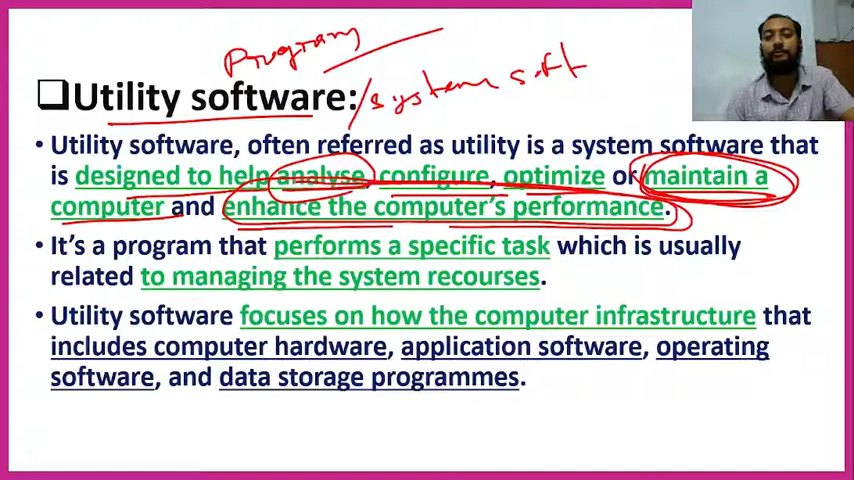 Program
❑Utility software: /system soft
• Utility software, often referred as utility is a system software that
is designed to help analyse, configure, optimize or maintain a
computer and enhance the computer's performance.
• It's a program that performs a specific task which is usually
related to managing the system recourses.
• Utility software focuses on how the computer infrastructure that
includes computer hardware, application software, operating
software, and data storage programmes.